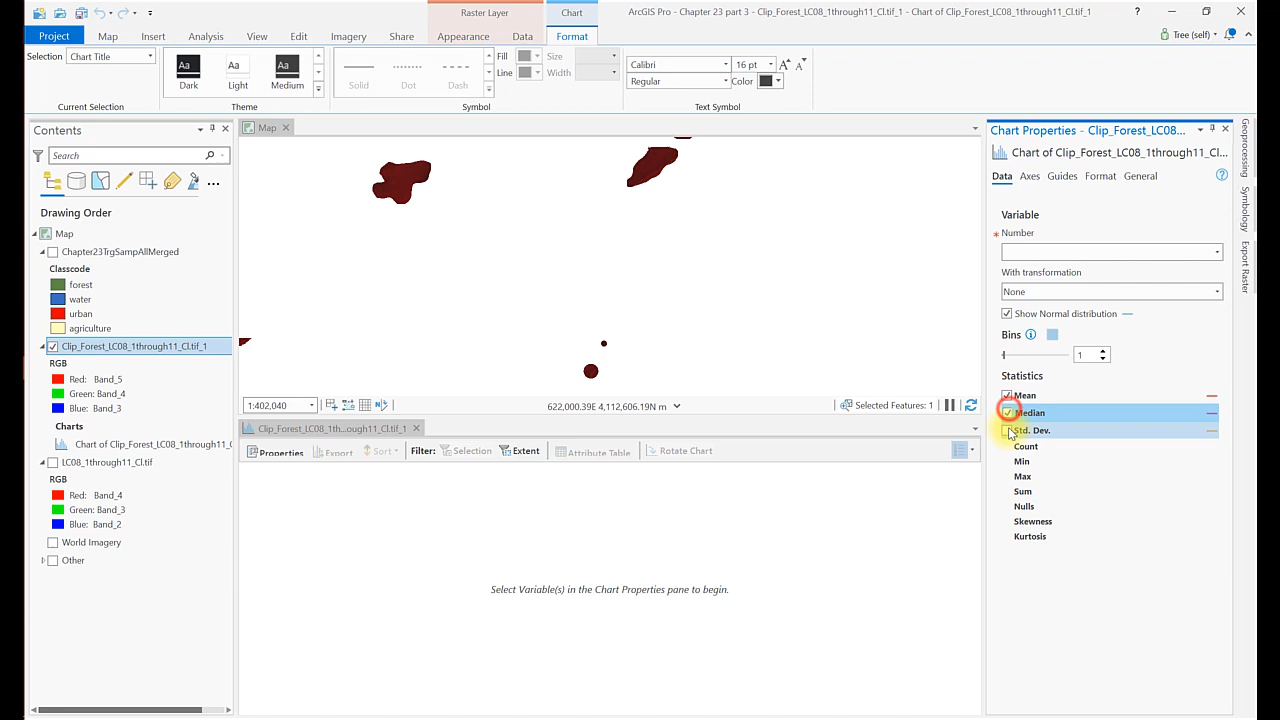 Raster Layer
Chart
ArcGIS Pro - Chapter 23 part 3 - Clip_Forest_LC08_1through11_Cl.tif_1 - Chart of Clip_Forest_LC08_1through11_Cl.tif_1
?
Project
Map
Insert
Analysis
View
Edit
Imagery
Share
Appearance
Data
Format
Tree (self)
Selection
Chart Title
Current Selection
Aa
Dark
Aa
Light
Aa
Medium
Theme
Solid
Dot
Dash
Symbol
Fill
Size
Line
Width
Calibri
16 pt
A A
Regular
Color
Text Symbol
Contents
Search
Drawing Order
Map
Chapter23TrgSampAllMerged
Classcode
forest
water
urban
agriculture
Clip_Forest_LC08_1through11_Cl.tif_1
RGB
Red: Band_5
Green: Band_4
Blue: Band_3
Charts
Chart of Clip_Forest_LC08_1through11_C
LC08_1through11_Cl.tif
RGB
Red: Band_4
Green: Band_3
Blue: Band_2
World Imagery
Other
Map
1:402,040
622,000.39E 4,112,606.19N m
Selected Features: 1
Clip_Forest_LC08_1th...ough11_Cl.tif_1
Properties
Export
Sort
Filter:
Selection
Extent
Attribute Table
Rotate Chart
Select Variable(s) in the Chart Properties pane to begin.
Chart Properties - Clip_Forest_LC08...
Chart of Clip_Forest_LC08_1through11_Cl...
Data
Axes
Guides
Format
General
?
Variable
* Number
With transformation
None
Show Normal distribution
Bins
1
Statistics
Mean
Median
Std. Dev.
Count
Min
Max
Sum
Nulls
Skewness
Kurtosis
Geoprocessing
Symbology
Export Raster